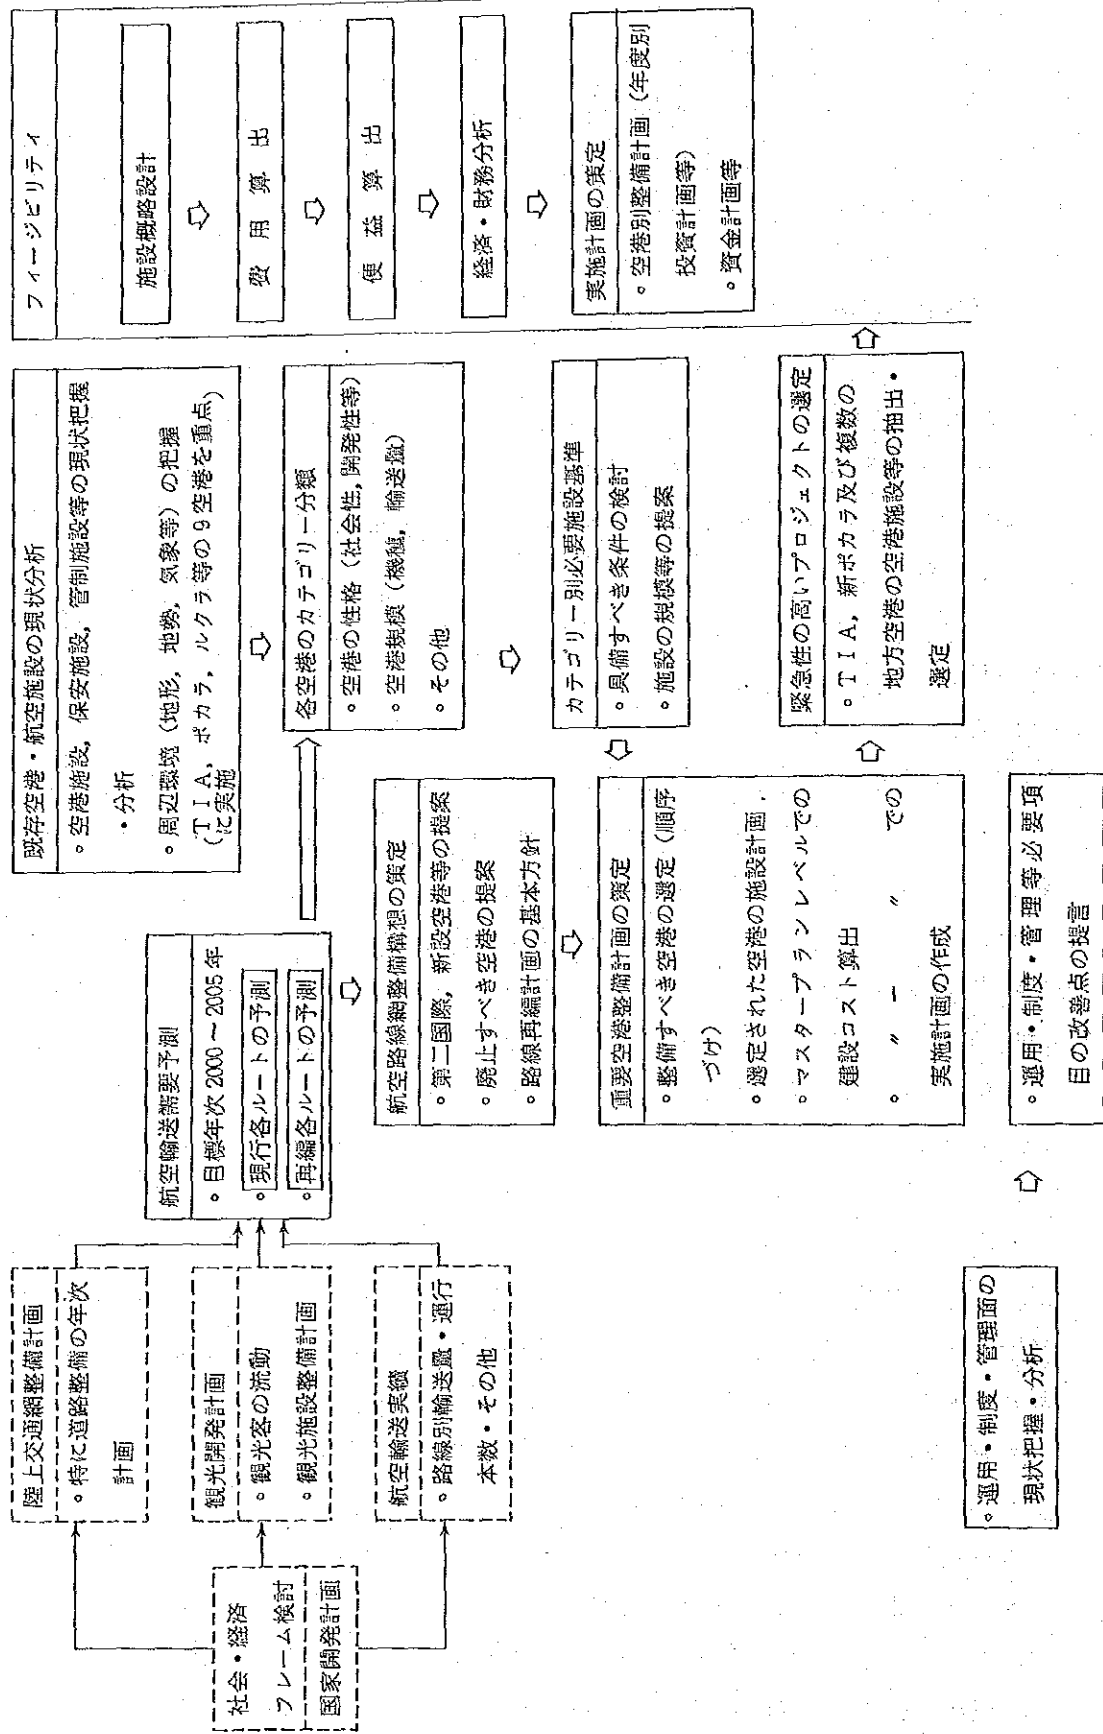 社会・経済
フレーム検討
国家開発計画
陸上交通網整備計画
◦ 特に道路整備の年次
計画
観光開発計画
◦ 観光客の流動
◦ 観光施設整備計画
航空輸送実績
◦ 路線別輸送量・運行
本数・その他
航空輸送需要予測
◦ 目標年次 2000～2005年
◦ 現行各ルートの予測
◦ 再編各ルートの予測
航空路線網整備構想の策定
◦ 第二国際，新設空港等の提案
◦ 廃止すべき空港の提案
◦ 路線再編計画の基本方針
重要空港整備計画の策定
◦ 整備すべき空港の選定（順序
づけ）
◦ 選定された空港の施設計画．
◦ マスタープランレベルでの
建設コスト算出
◦ 〃 ー 〃 での
実施計画の作成
既存空港・航空施設の現状分析
◦ 空港施設，保安施設，管制施設等の現状把握
・分析
◦ 周辺環境（地形，地勢，気象等）の把握
（ＴＩＡ，ポカラ，ルクラ等の９空港を重点
に実施）
各空港のカテゴリー分類
◦ 空港の性格（社会性，開発性等）
◦ 空港規模（機種，輸送量）
◦ その他
カテゴリー別必要施設基準
◦ 具備すべき条件の検討
◦ 施設の規模等の提案
緊急性の高いプロジェクトの選定
◦ ＴＩＡ，新ポカラ及び複数の
地方空港の空港施設等の抽出・
選定
フィージビリティ
施設概略設計
費用算出
便益算出
経済・財務分析
実施計画の策定
◦ 空港別整備計画（年度別
投資計画等）
◦ 資金計画等
◦ 運用・制度・管理面の
現状把握・分析
◦ 運用・制度・管理等必要項
目の改善点の提言